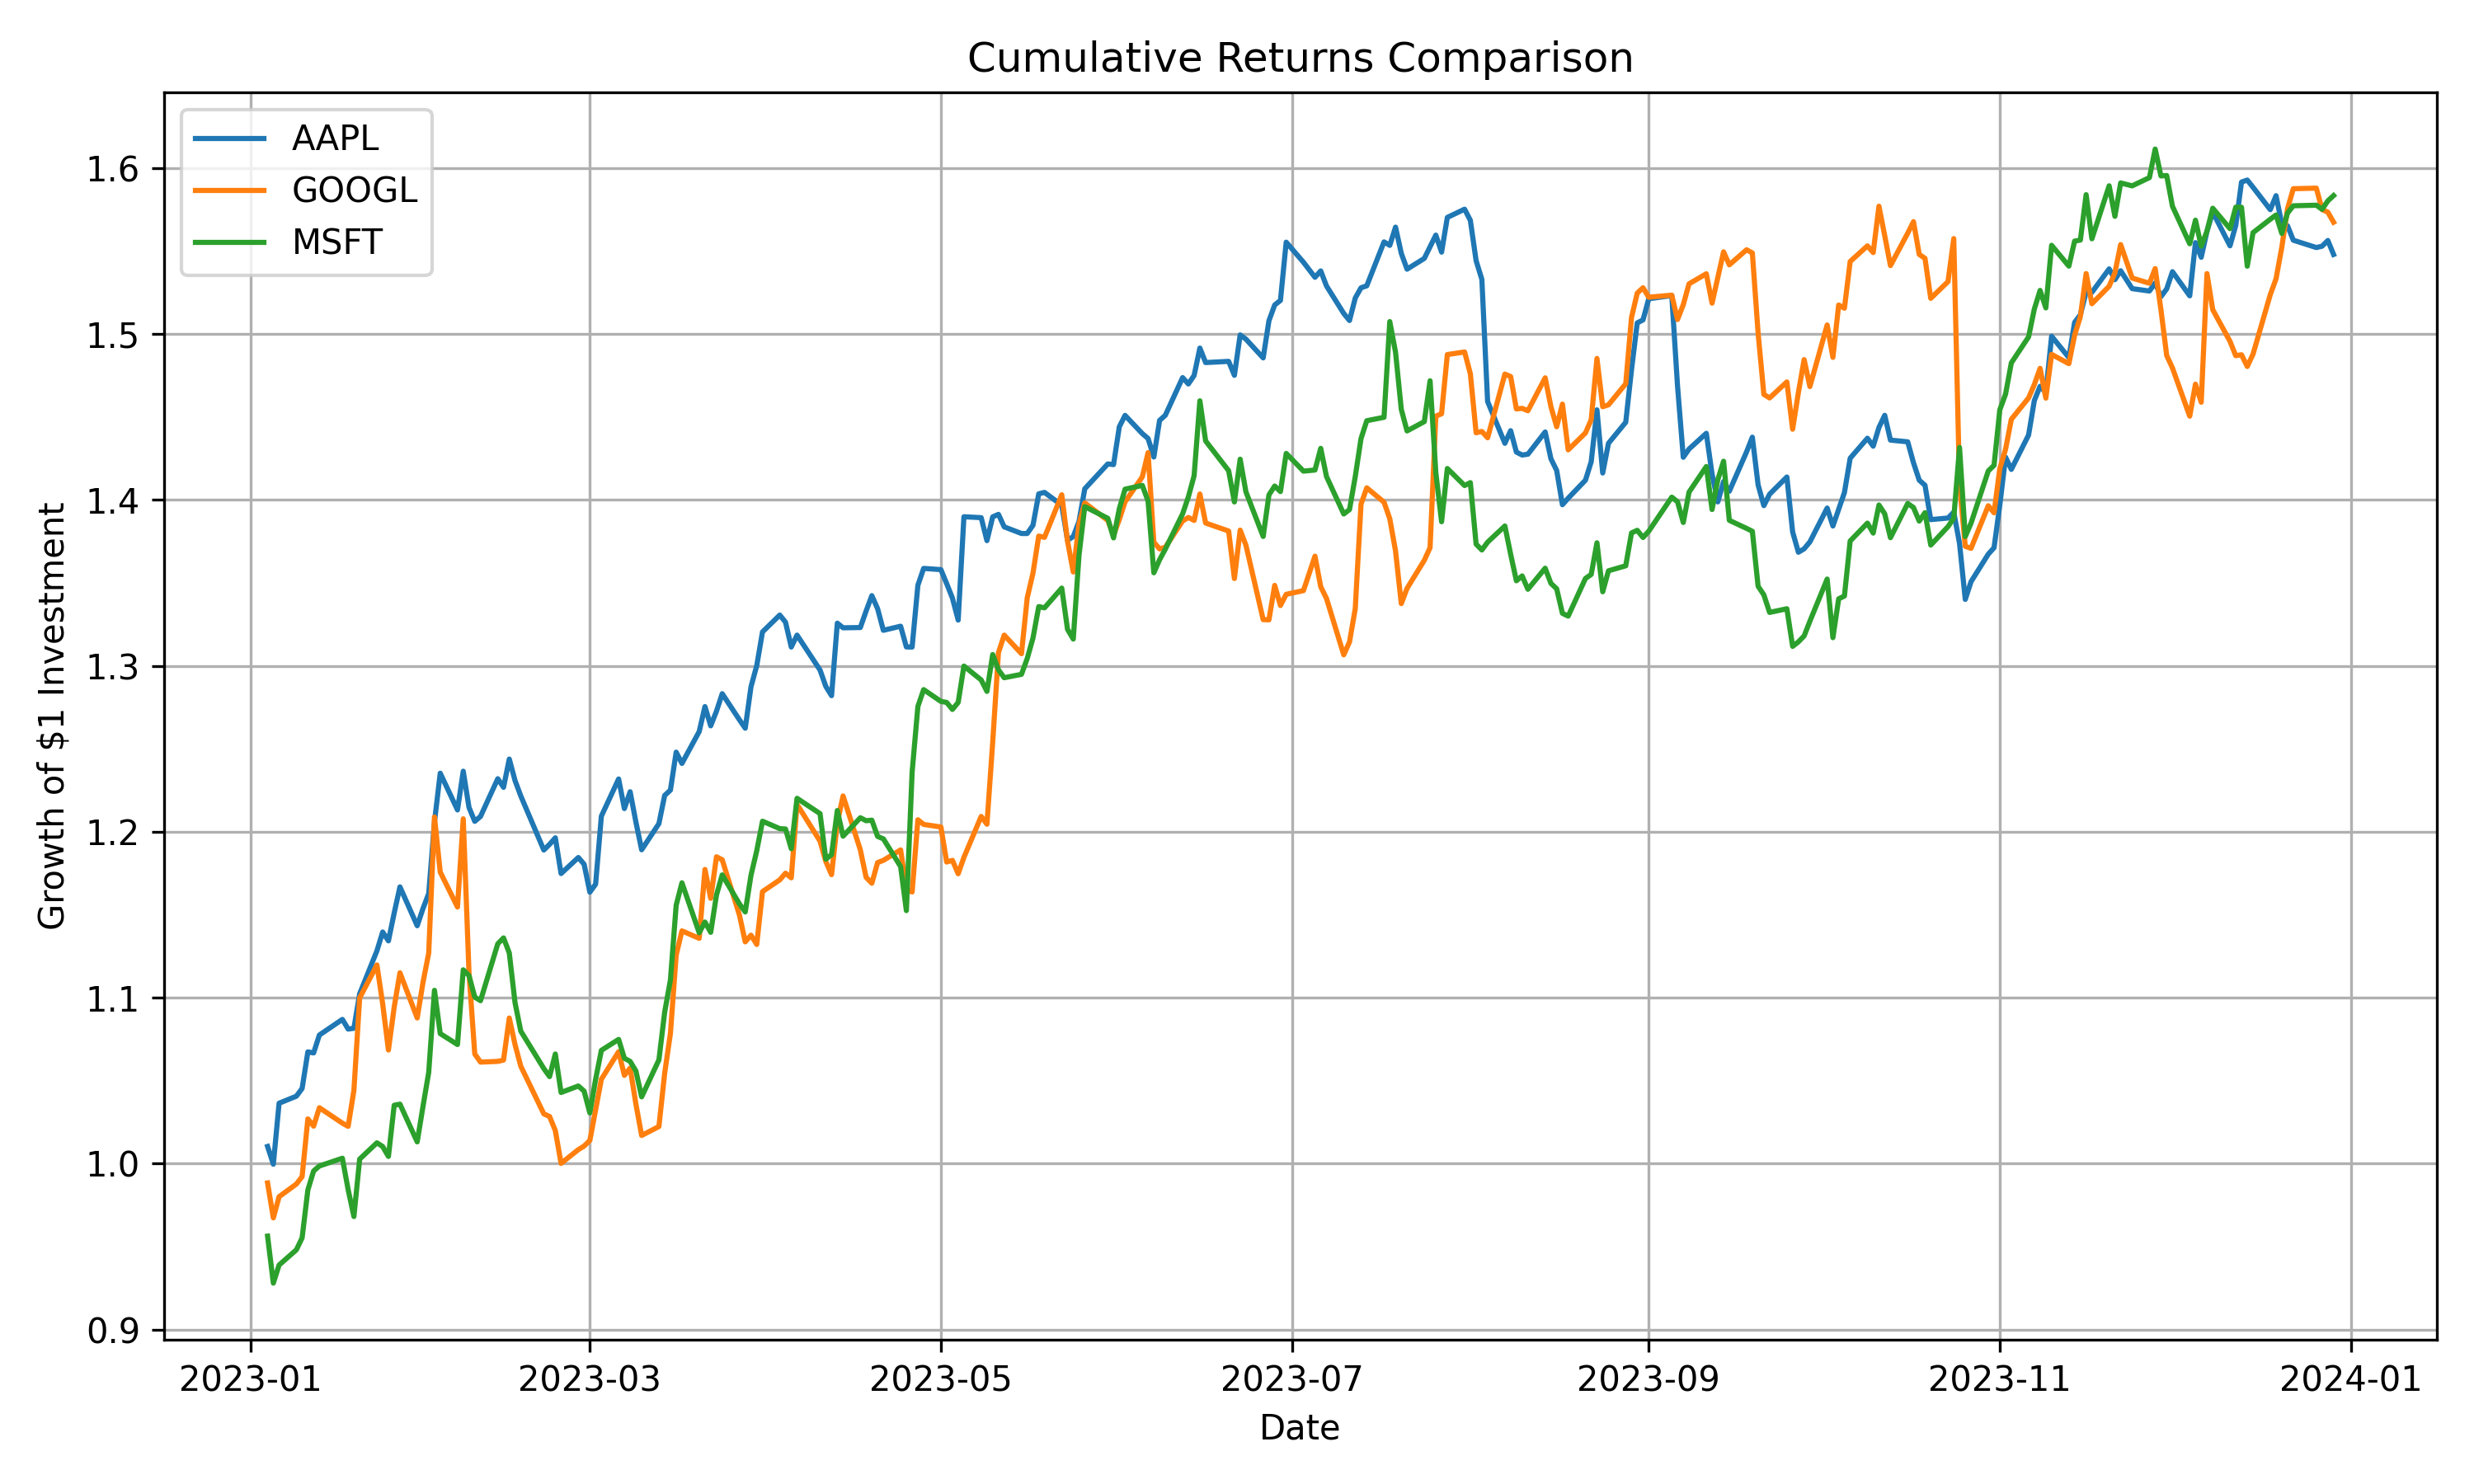 Cumulative Returns Comparison
AAPL
GOOGL
MSFT
Growth of $1 Investment
1.6
1.5
1.4
1.3
1.2
1.1
1.0
0.9
2023-01 2023-03 2023-05 2023-07 2023-09 2023-11 2024-01
Date